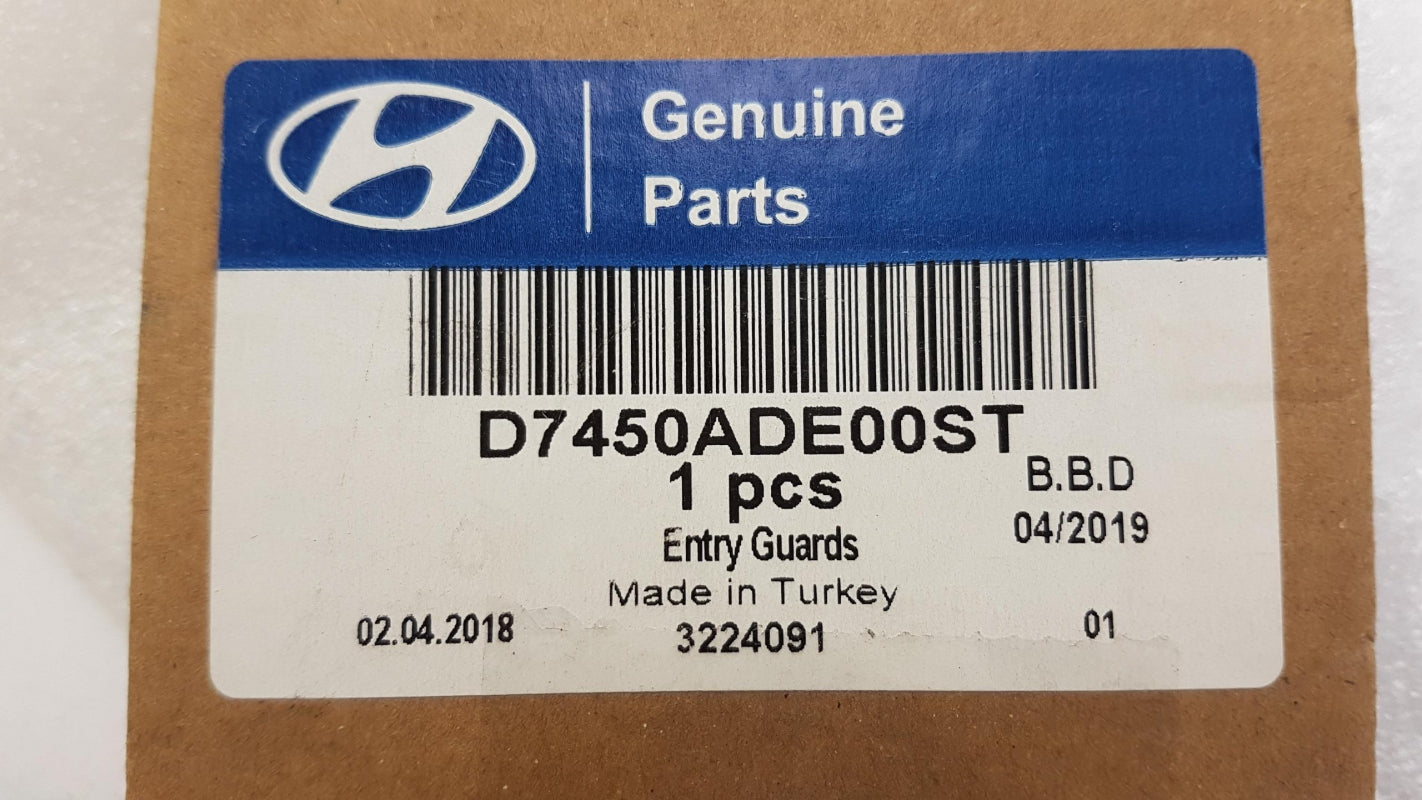 Genuine
Parts
D7450ADE00ST
1 pcs
B.B.D
Entry Guards
04/2019
Made in Turkey
02.04.2018
3224091
01